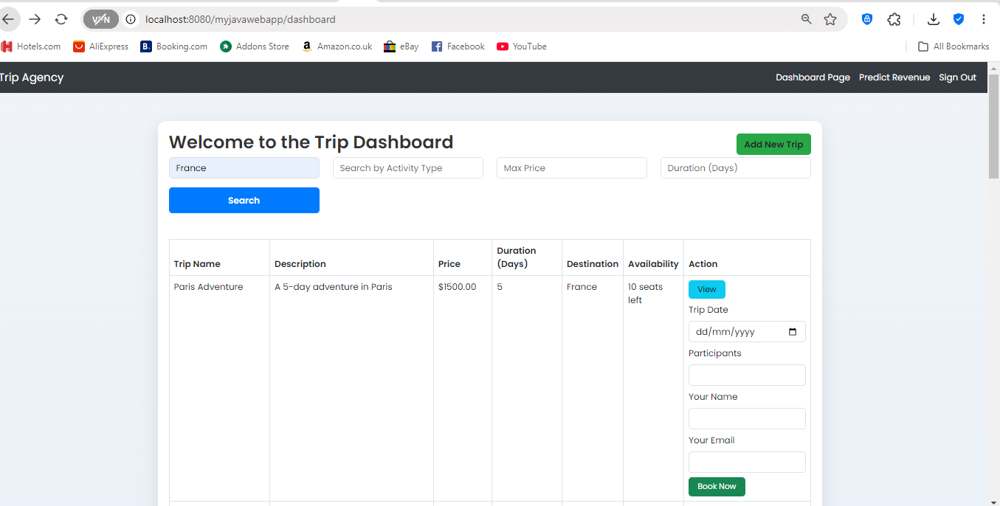 VPN
localhost:8080/myjavawebapp/dashboard
Hotels.com AliExpress B. Booking.com Addons Store a Amazon.co.uk eBay Facebook YouTube All Bookmarks
Trip Agency Dashboard Page Predict Revenue Sign Out
Welcome to the Trip Dashboard
Add New Trip
France Search by Activity Type Max Price Duration (Days)
Search
Trip Name Description Price Duration (Days) Destination Availability Action
Paris Adventure A 5-day adventure in Paris $1500.00 5 France 10 seats left View
Trip Date
dd/mm/yyyy
Participants
Your Name
Your Email
Book Now